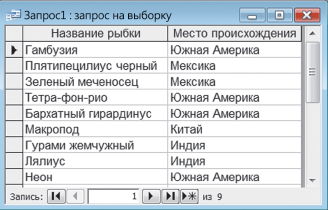 Запрос1 : запрос на выборку
Название рыбки Место происхождения
Гамбузия Южная Америка
Плятипецилиус черный Мексика
Зеленый меченосец Мексика
Тетра-фон-рио Южная Америка
Бархатный гирардинус Южная Америка
Макропод Китай
Гурами жемчужный Индия
Лялиус Индия
Неон Южная Америка
Запись: 1 из 9